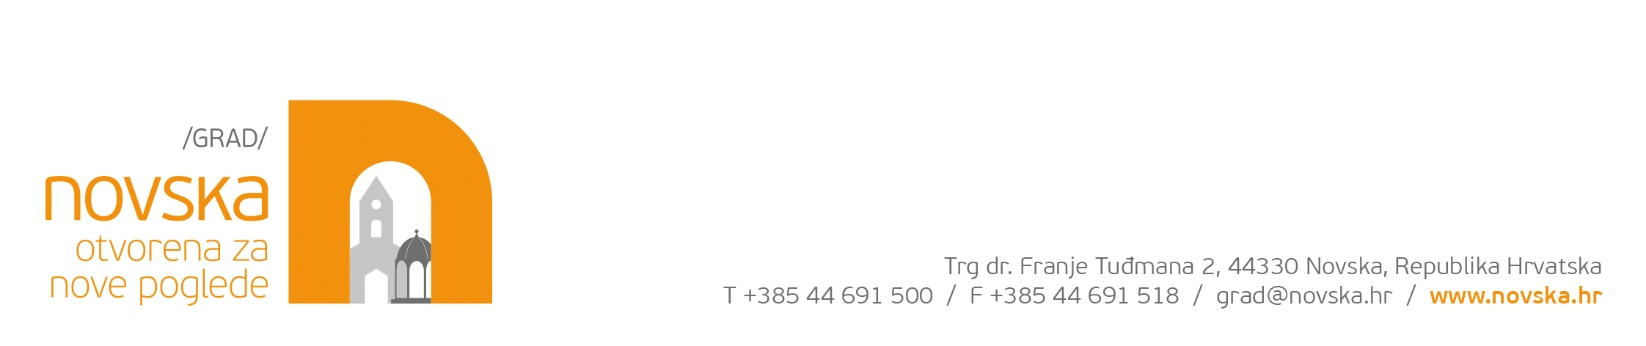 /GRAD/
novska
otvorena za
nove poglede
Trg dr. Franje Tuđmana 2, 44330 Novska, Republika Hrvatska
T +385 44 691 500 / F +385 44 691 518 / grad@novska.hr / www.novska.hr